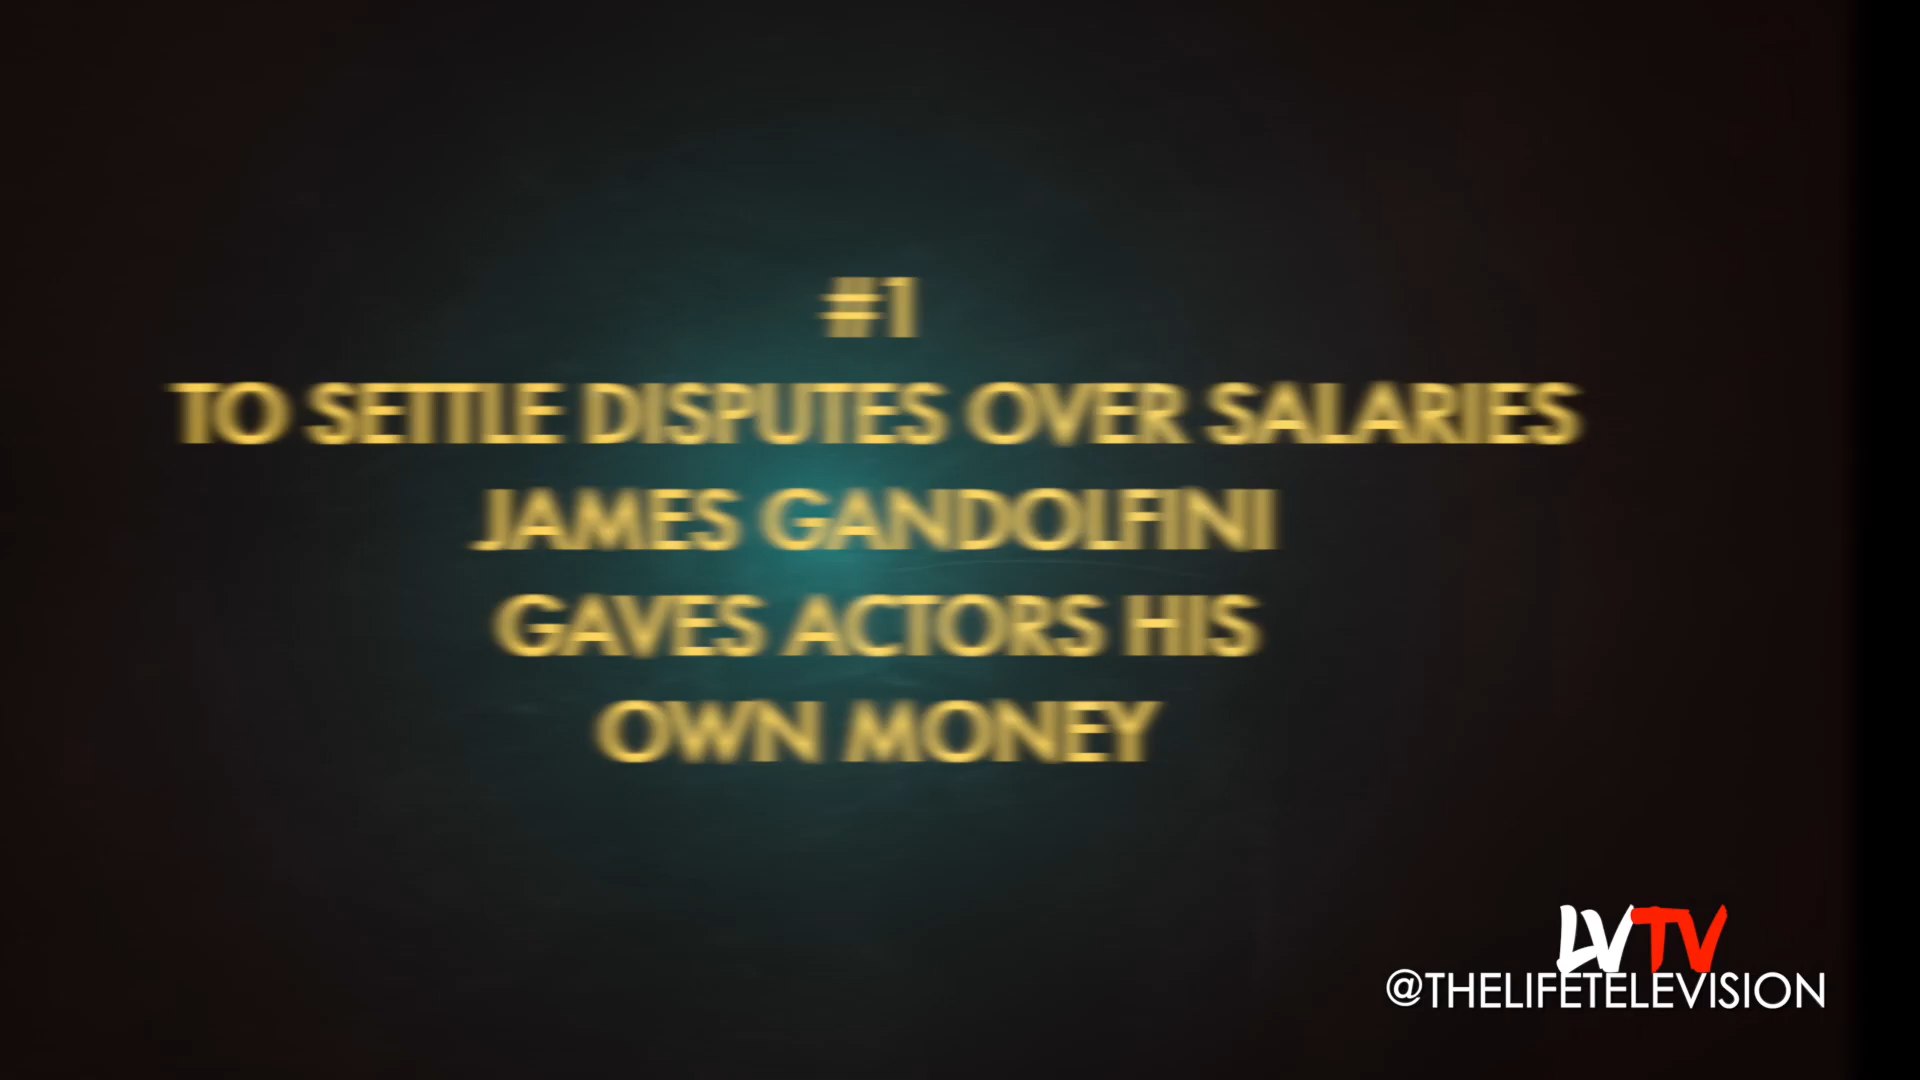 #1
TO SETTLE DISPUTES OVER SALARIES
JAMES GANDOLFINI
GAVES ACTORS HIS
OWN MONEY
LVTV
@THELIFETELEVISION